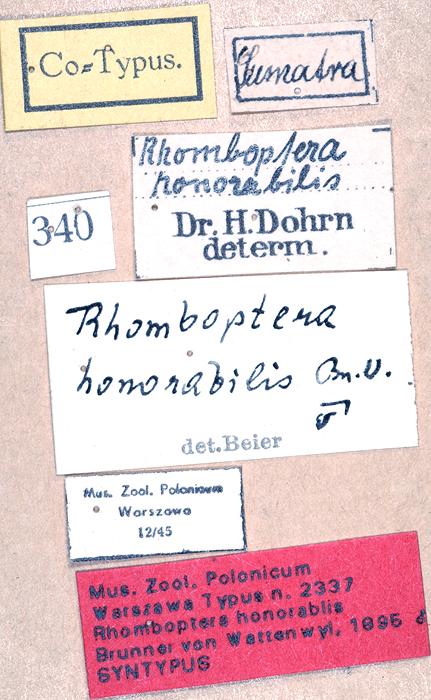 Co=Typus.
Sumatra
Rhomboptera
honorabilis
Dr. H. Dohrn
determ.
340
Rhomboptera
honorabilis Br. V.
♂
det. Beier
Mus. Zool. Polonicum
Warszawa
12/45
Mus. Zool. Polonicum
Warszawa Typus n. 2337
Rhomboptera honorablis
Brunner von Wattenwyl, 1895 ♂
SYNTYPUS